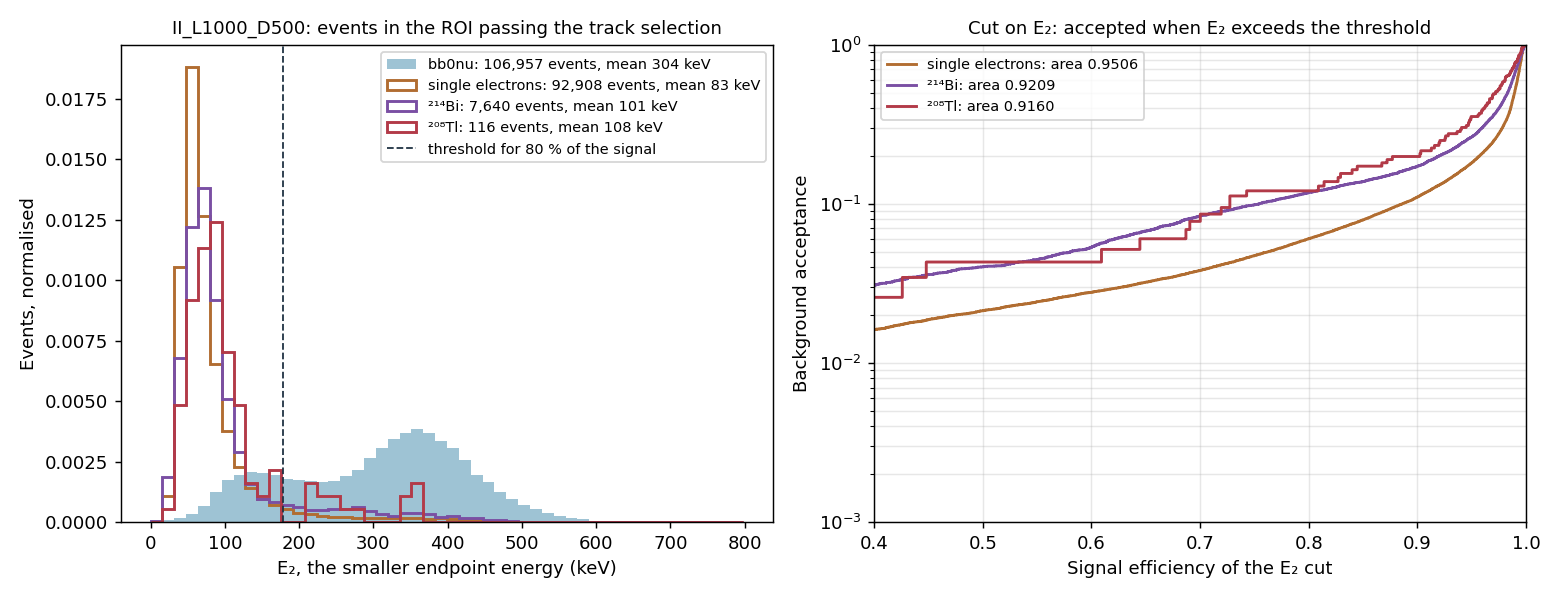 II_L1000_D500: events in the ROI passing the track selection
bb0nu: 106,957 events, mean 304 keV
single electrons: 92,908 events, mean 83 keV
²¹⁴Bi: 7,640 events, mean 101 keV
²⁰⁸Tl: 116 events, mean 108 keV
threshold for 80 % of the signal
Events, normalised
0.0175
0.0150
0.0125
0.0100
0.0075
0.0050
0.0025
0.0000
0 100 200 300 400 500 600 700 800
E₂, the smaller endpoint energy (keV)
Cut on E₂: accepted when E₂ exceeds the threshold
single electrons: area 0.9506
²¹⁴Bi: area 0.9209
²⁰⁸Tl: area 0.9160
Background acceptance
10⁰
10⁻¹
10⁻²
10⁻³
0.4 0.5 0.6 0.7 0.8 0.9 1.0
Signal efficiency of the E₂ cut